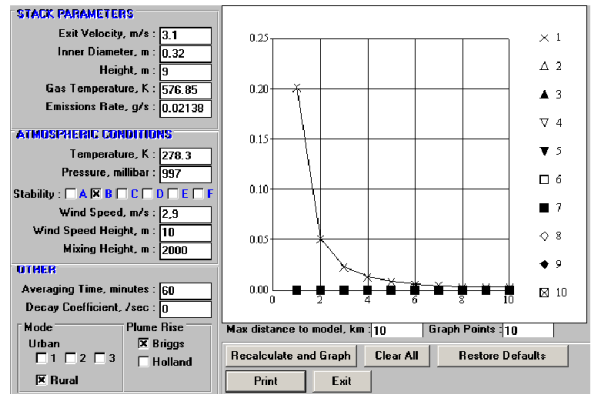 STACK PARAMETERS
Exit Velocity, m/s : 3.1
Inner Diameter, m : 0.32
Height, m : 9
Gas Temperature, K : 576.85
Emissions Rate, g/s : 0.02138
ATMOSPHERIC CONDITIONS
Temperature, K : 278.3
Pressure, millibar : 997
Stability : A B C D E F
Wind Speed, m/s : 2,9
Wind Speed Height, m : 10
Mixing Height, m : 2000
OTHER
Averaging Time, minutes : 60
Decay Coefficient, /sec : 0
Mode
Urban
1 2 3
Rural
Plume Rise
Briggs
Holland
0.25
0.20
0.15
0.10
0.05
0.00
0 2 4 6 8 10
1
2
3
4
5
6
7
8
9
10
Max distance to model, km : 10 Graph Points : 10
Recalculate and Graph Clear All Restore Defaults
Print Exit